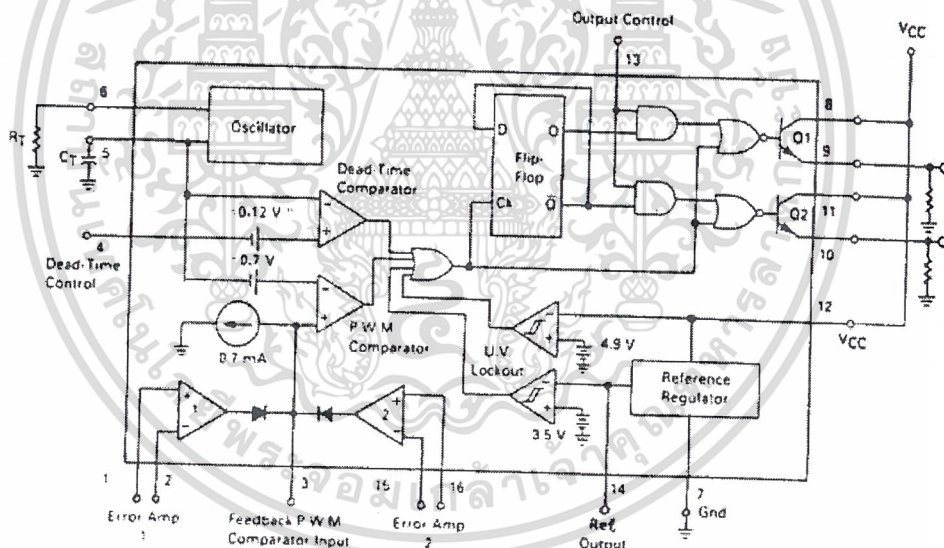 Output Control
VCC
13
6
RT
Oscillator
CT
5
D
Q
Flip-
Flop
Ck
Q
8
Q1
9
11
Q2
10
Dead-Time
Comparator
0.12 V
4
Dead-Time
Control
0.7 V
P.W.M
Comparator
0.7 mA
U.V.
Lockout
4.9 V
12
VCC
Reference
Regulator
3.5 V
1
2
1
2
3
15
16
14
7
Gnd
Error Amp
1
Feedback P.W.M
Comparator Input
Error Amp
2
Ref.
Output